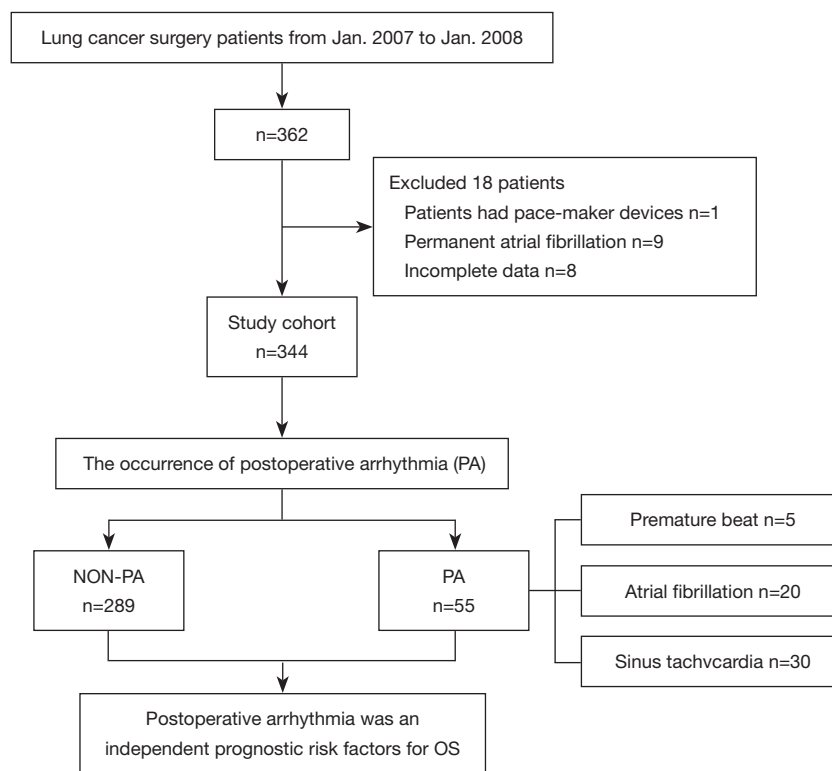 Lung cancer surgery patients from Jan. 2007 to Jan. 2008
n=362
Excluded 18 patients
Patients had pace-maker devices n=1
Permanent atrial fibrillation n=9
Incomplete data n=8
Study cohort
n=344
The occurrence of postoperative arrhythmia (PA)
NON-PA
n=289
PA
n=55
Premature beat n=5
Atrial fibrillation n=20
Sinus tachvcardia n=30
Postoperative arrhythmia was an
independent prognostic risk factors for OS